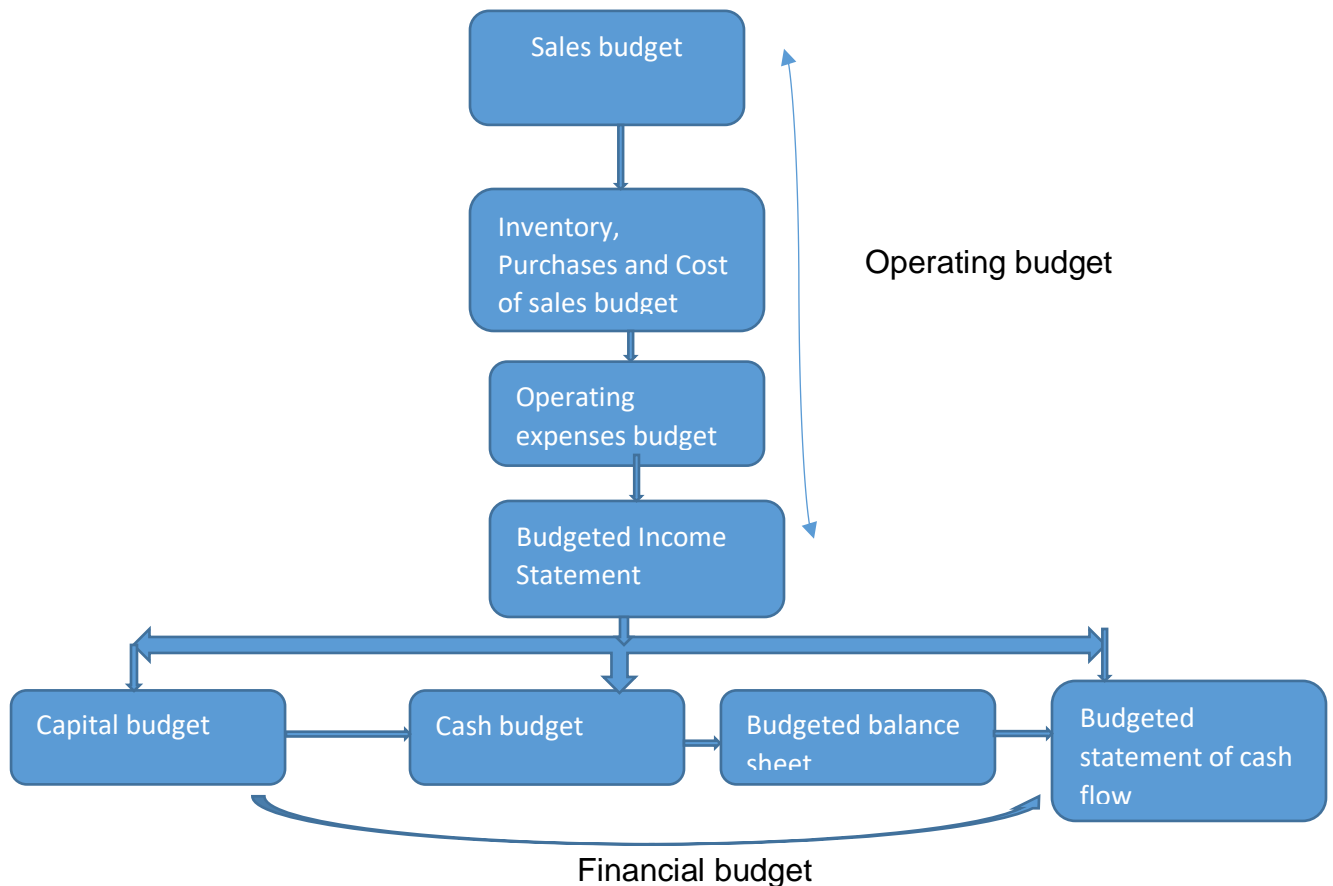 Sales budget
Inventory,
Purchases and Cost
of sales budget
Operating budget
Operating
expenses budget
Budgeted Income
Statement
Capital budget
Cash budget
Budgeted balance
sheet
Budgeted
statement of cash
flow
Financial budget